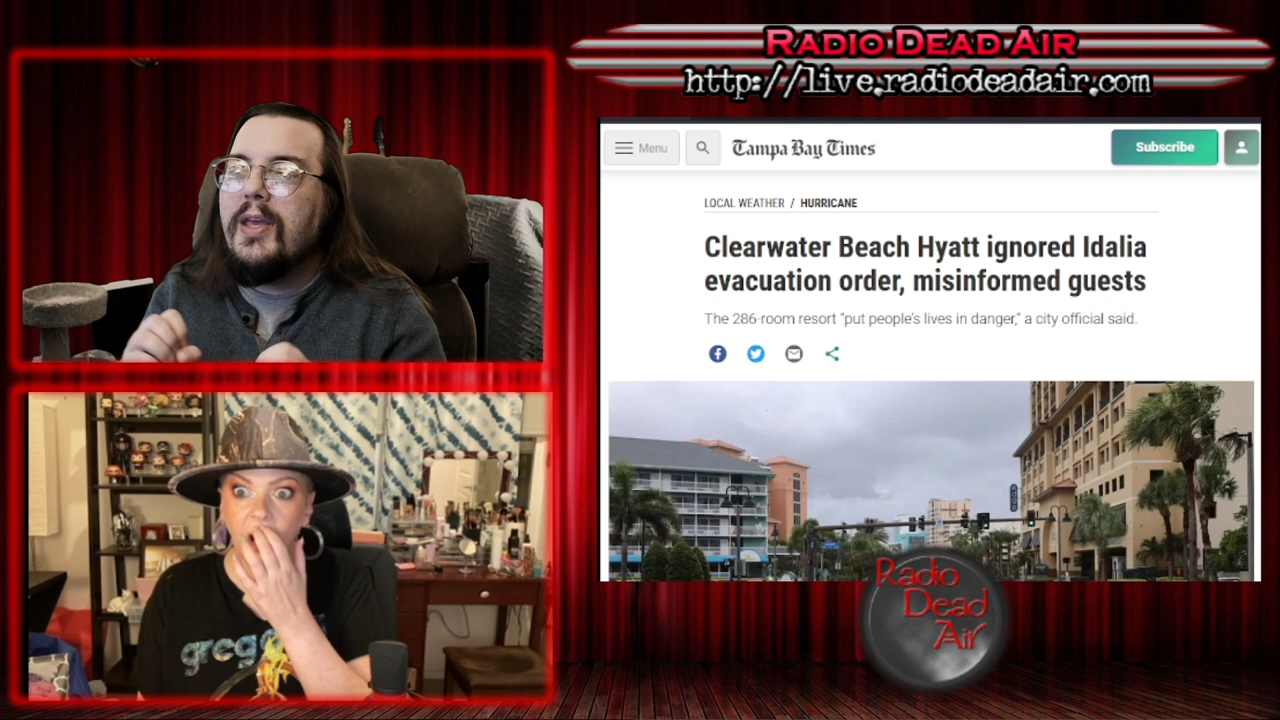 RADIO DEAD AIR
http://live.radiodeadair.com
Menu
Tampa Bay Times
Subscribe
LOCAL WEATHER / HURRICANE
Clearwater Beach Hyatt ignored Idalia
evacuation order, misinformed guests
The 286-room resort "put people's lives in danger," a city official said.
Radio
Dead
Air